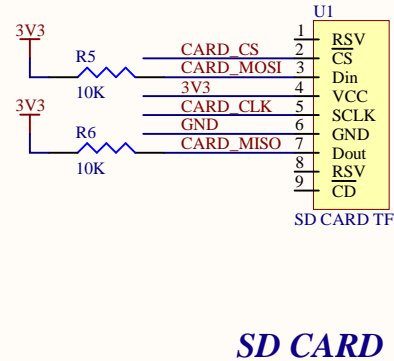 U1
3V3
R5
10K
3V3
R6
10K
CARD_CS
CARD_MOSI
3V3
CARD_CLK
GND
CARD_MISO
1 RSV
2 CS
3 Din
4 VCC
5 SCLK
6 GND
7 Dout
8 RSV
9 CD
SD CARD TF
SD CARD